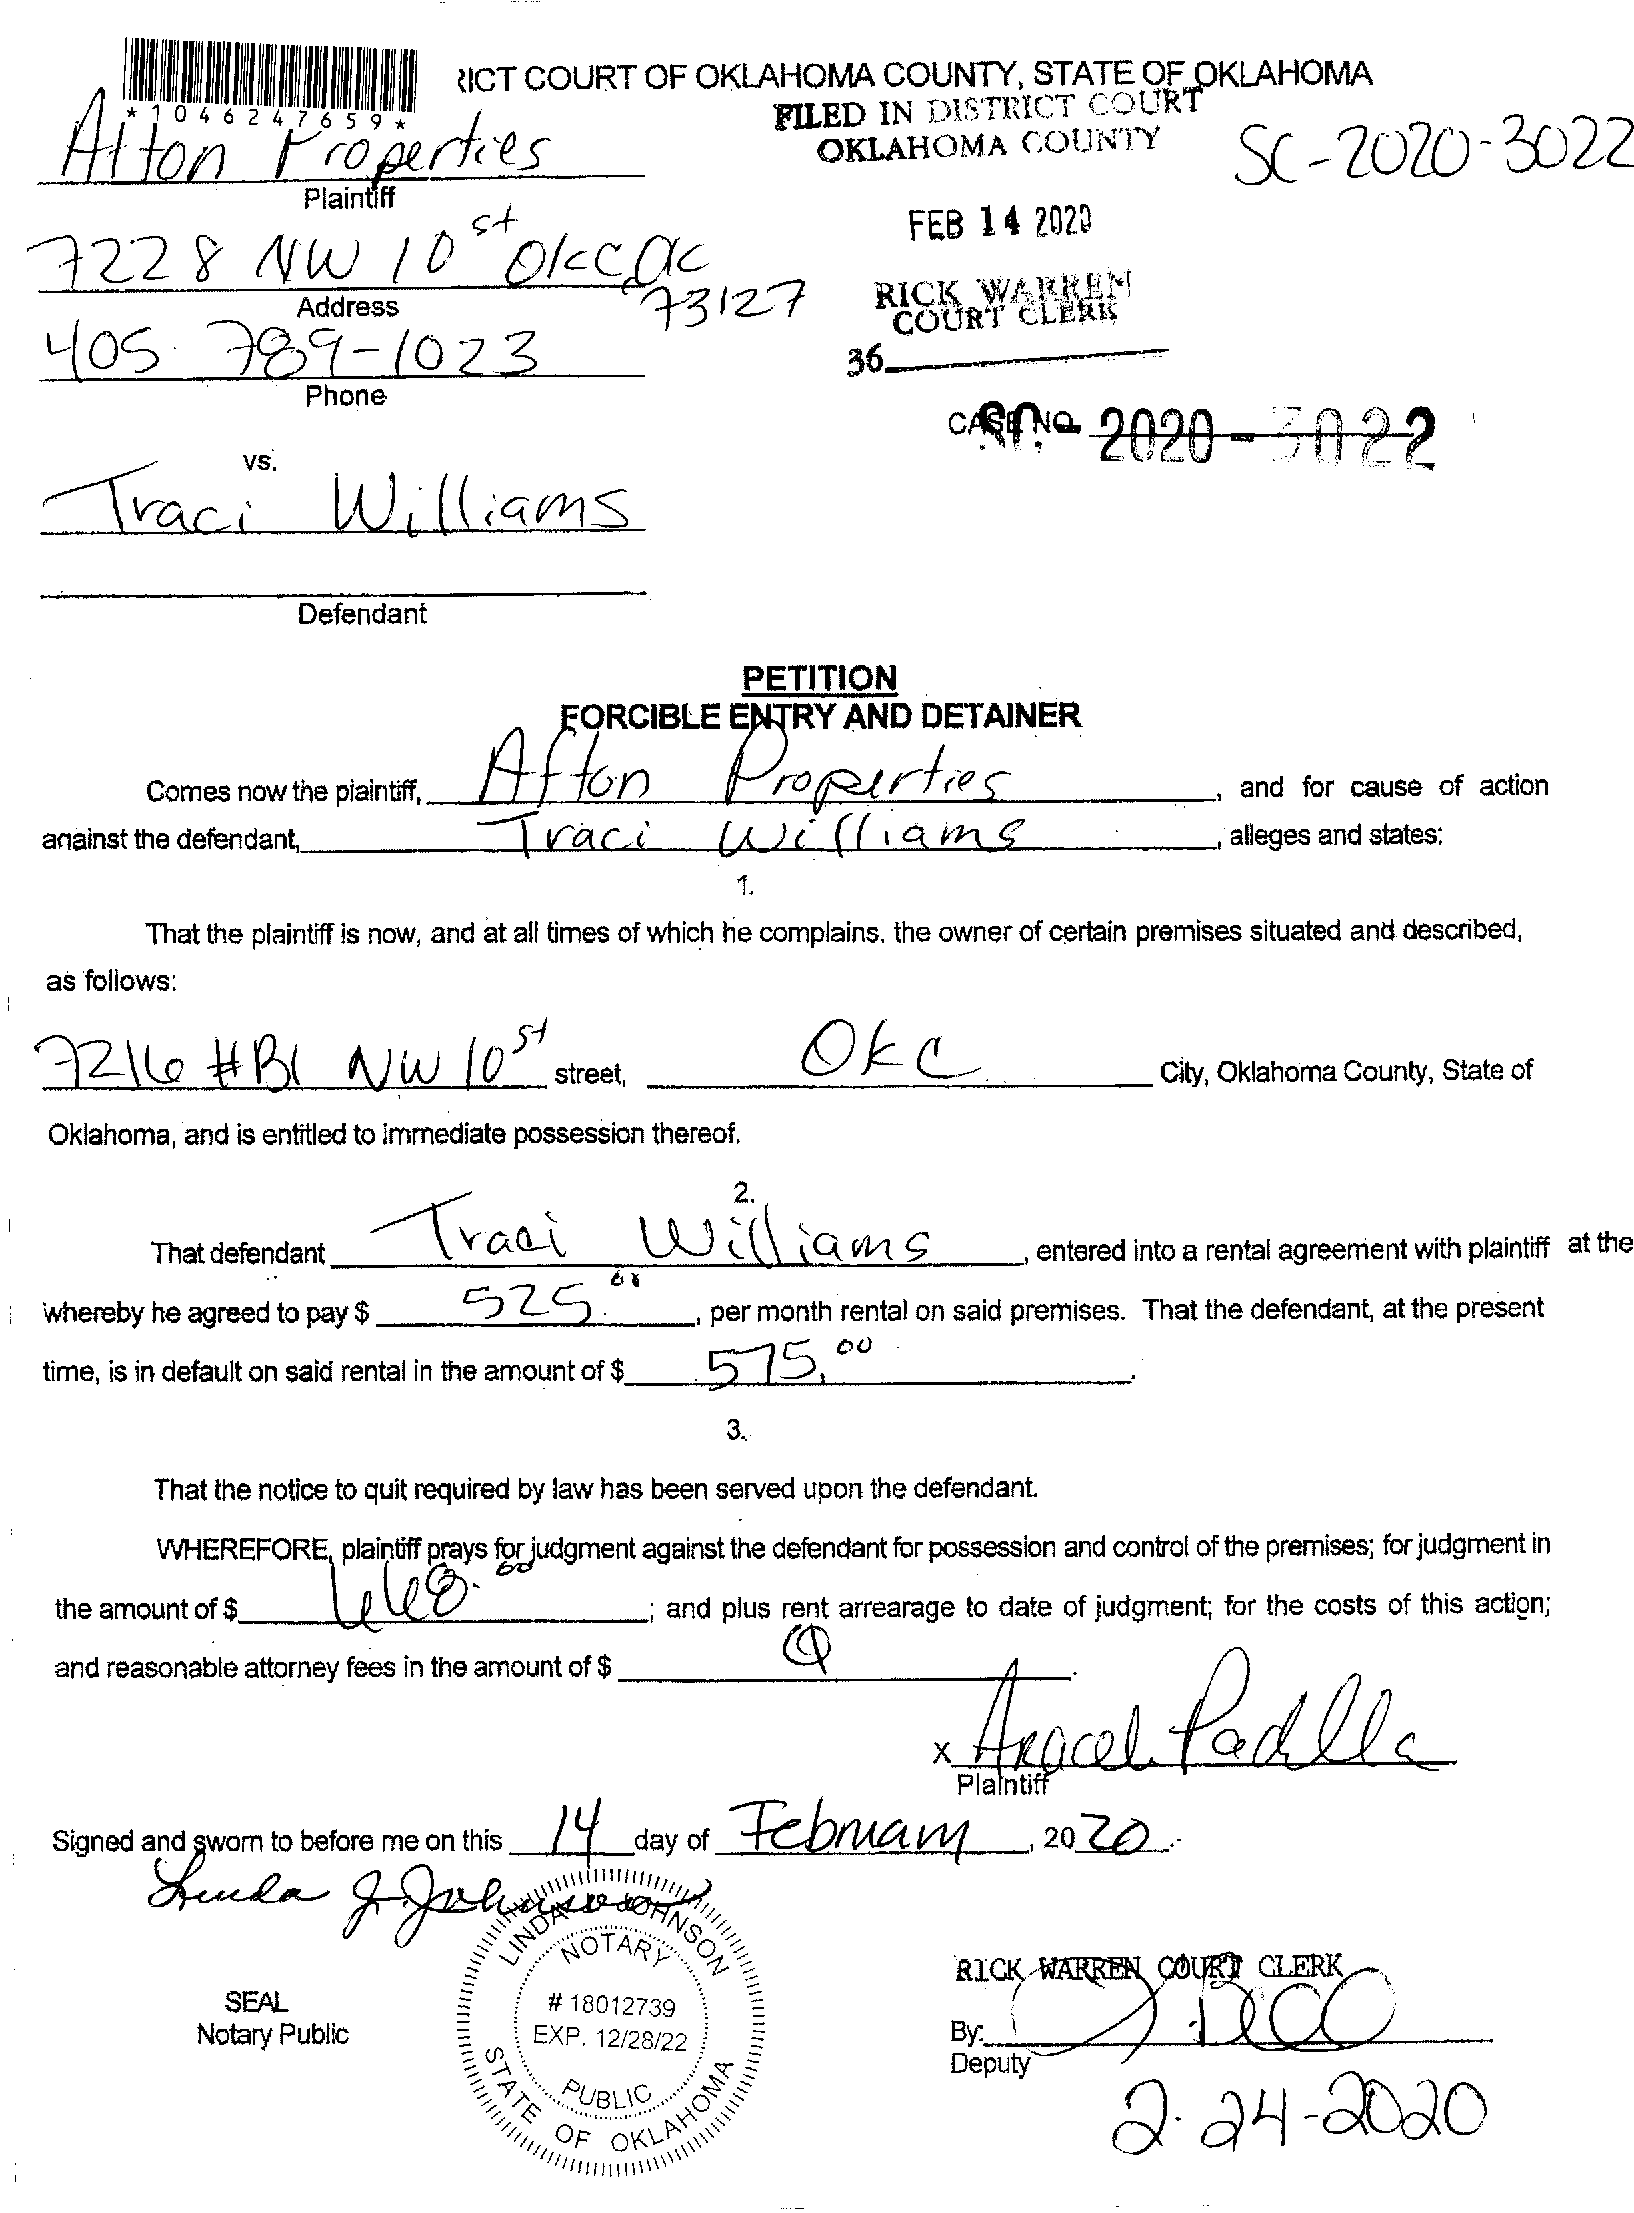 RICT COURT OF OKLAHOMA COUNTY, STATE OF OKLAHOMA
*1046247659*
FILED IN DISTRICT COURT
OKLAHOMA COUNTY
SC-2020-3022
Afton Properties
Plaintiff
FEB 14 2020
7228 NW 10 st OKC OK
73127
Address
RICK WARREN
COURT CLERK
405 789-1023
Phone
36
CASE NO. 2020-3022
vs.
Traci Williams
Defendant
PETITION
FORCIBLE ENTRY AND DETAINER
Comes now the plaintiff, Afton Properties, and for cause of action
against the defendant, Traci Williams, alleges and states:
1.
That the plaintiff is now, and at all times of which he complains, the owner of certain premises situated and described,
as follows:
7216 #B1 NW 10 st street, OKC City, Oklahoma County, State of
Oklahoma, and is entitled to immediate possession thereof.
2.
That defendant Traci Williams, entered into a rental agreement with plaintiff at the
whereby he agreed to pay $ 525.00, per month rental on said premises. That the defendant, at the present
time, is in default on said rental in the amount of $ 575.00.
3.
That the notice to quit required by law has been served upon the defendant.
WHEREFORE, plaintiff prays for judgment against the defendant for possession and control of the premises; for judgment in
the amount of $ 668.00; and plus rent arrearage to date of judgment; for the costs of this action;
and reasonable attorney fees in the amount of $
x Araceli Padilla
Plaintiff
Signed and sworn to before me on this 14 day of February, 2020.
Linda J. Johnson
LINDA JOHNSON
NOTARY
# 18012739
EXP. 12/28/22
PUBLIC
STATE OF OKLAHOMA
SEAL
Notary Public
RICK WARREN COURT CLERK
By:
Deputy
2-24-2020